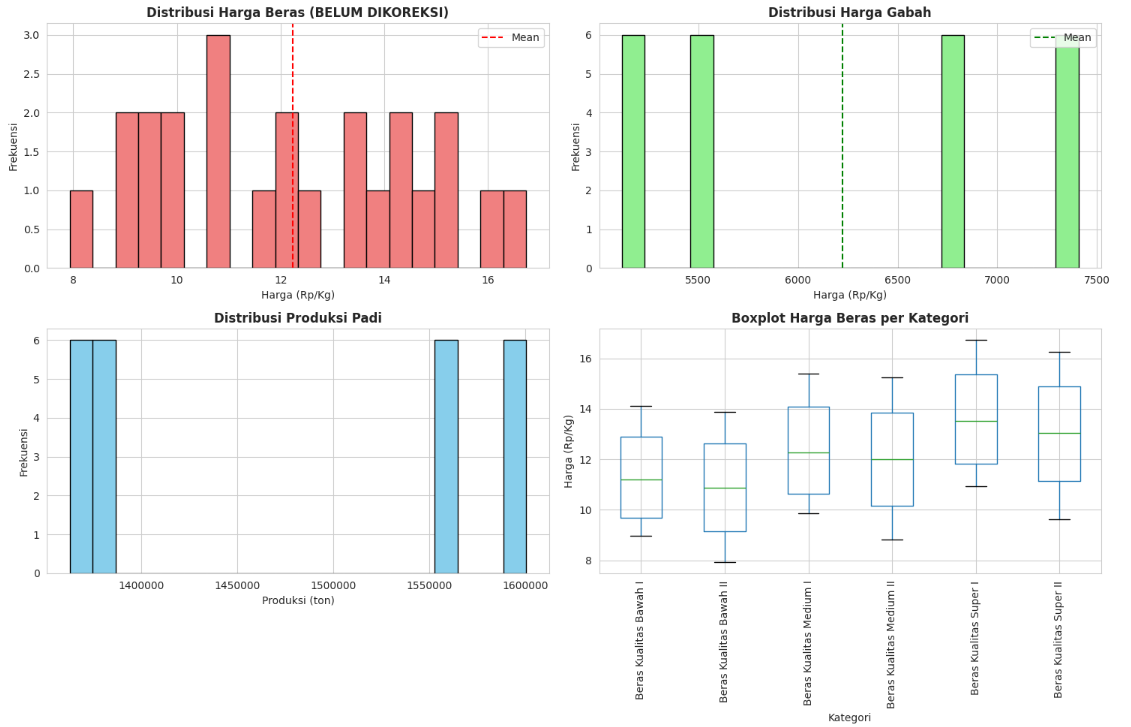 Distribusi Harga Beras (BELUM DIKOREKSI)
3.0
2.5
2.0
1.5
1.0
0.5
0.0
Frekuensi
Mean
8
10
12
14
16
Harga (Rp/Kg)
Distribusi Harga Gabah
6
5
4
3
2
1
0
Frekuensi
Mean
5500
6000
6500
7000
7500
Harga (Rp/Kg)
Distribusi Produksi Padi
6
5
4
3
2
1
0
Frekuensi
1400000
1450000
1500000
1550000
1600000
Produksi (ton)
Boxplot Harga Beras per Kategori
16
14
12
10
8
Harga (Rp/Kg)
Beras Kualitas Bawah I
Beras Kualitas Bawah II
Beras Kualitas Medium I
Beras Kualitas Medium II
Beras Kualitas Super I
Beras Kualitas Super II
Kategori